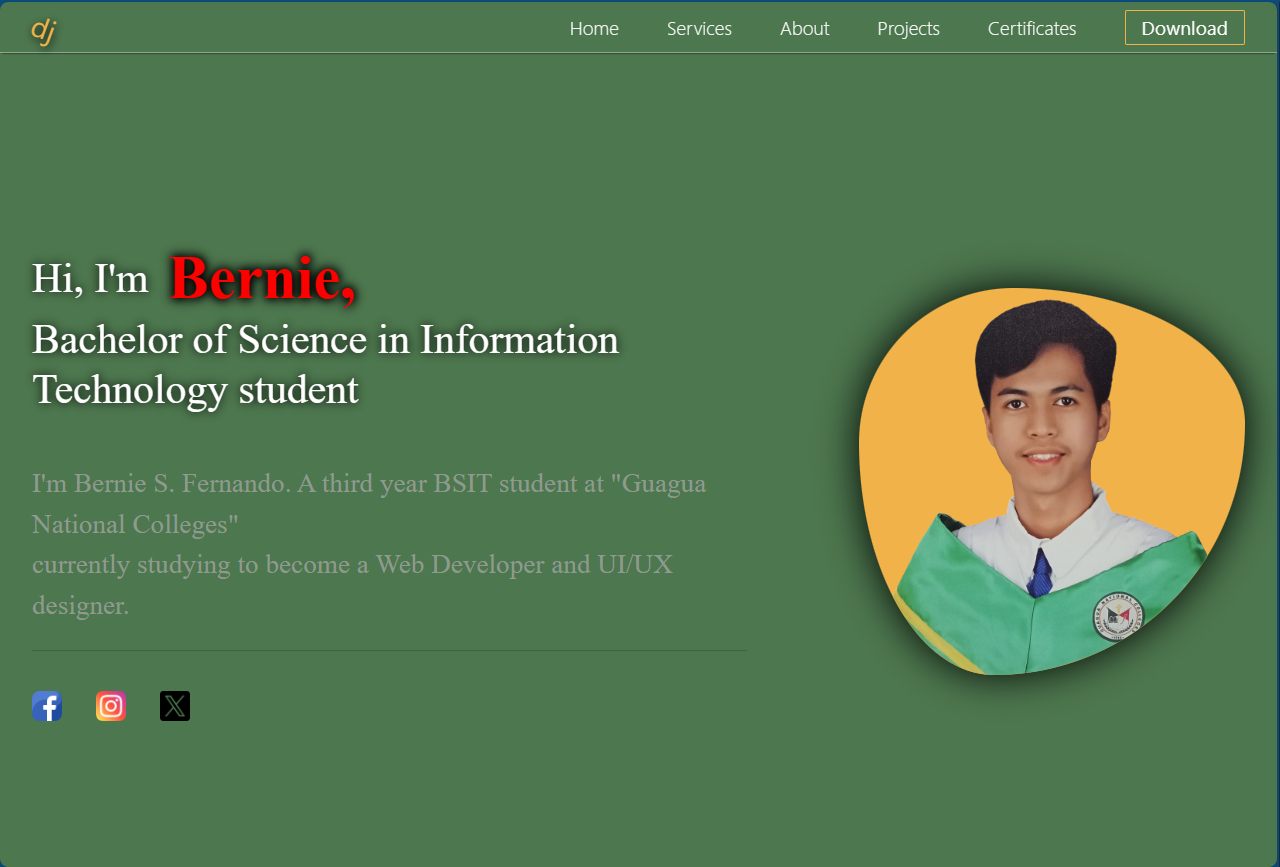 dj
Home Services About Projects Certificates Download
Hi, I'm Bernie,
Bachelor of Science in Information
Technology student
I'm Bernie S. Fernando. A third year BSIT student at "Guagua
National Colleges"
currently studying to become a Web Developer and UI/UX
designer.